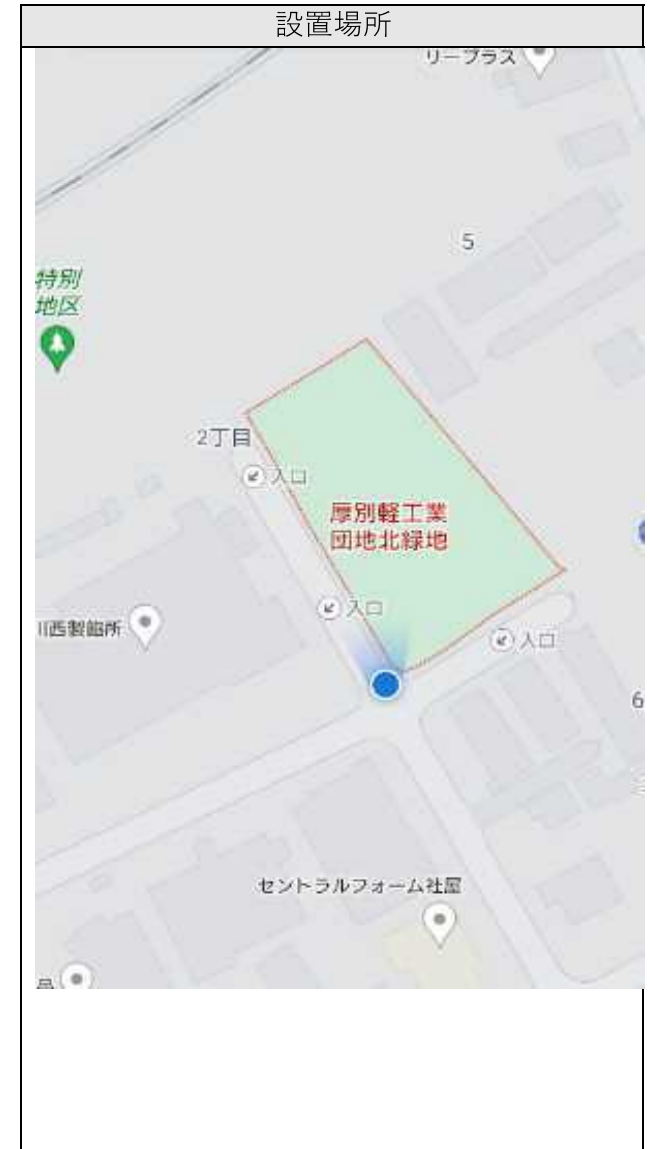 設置場所
リープラス
5
特別
地区
2丁目
入口
厚別軽工業
団地北緑地
入口
川西製餡所
入口
6
セントラルフォーム社屋